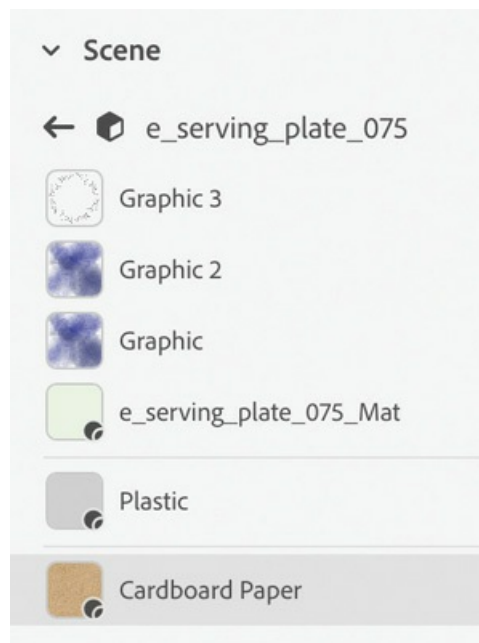 Scene
e_serving_plate_075
Graphic 3
Graphic 2
Graphic
e_serving_plate_075_Mat
Plastic
Cardboard Paper